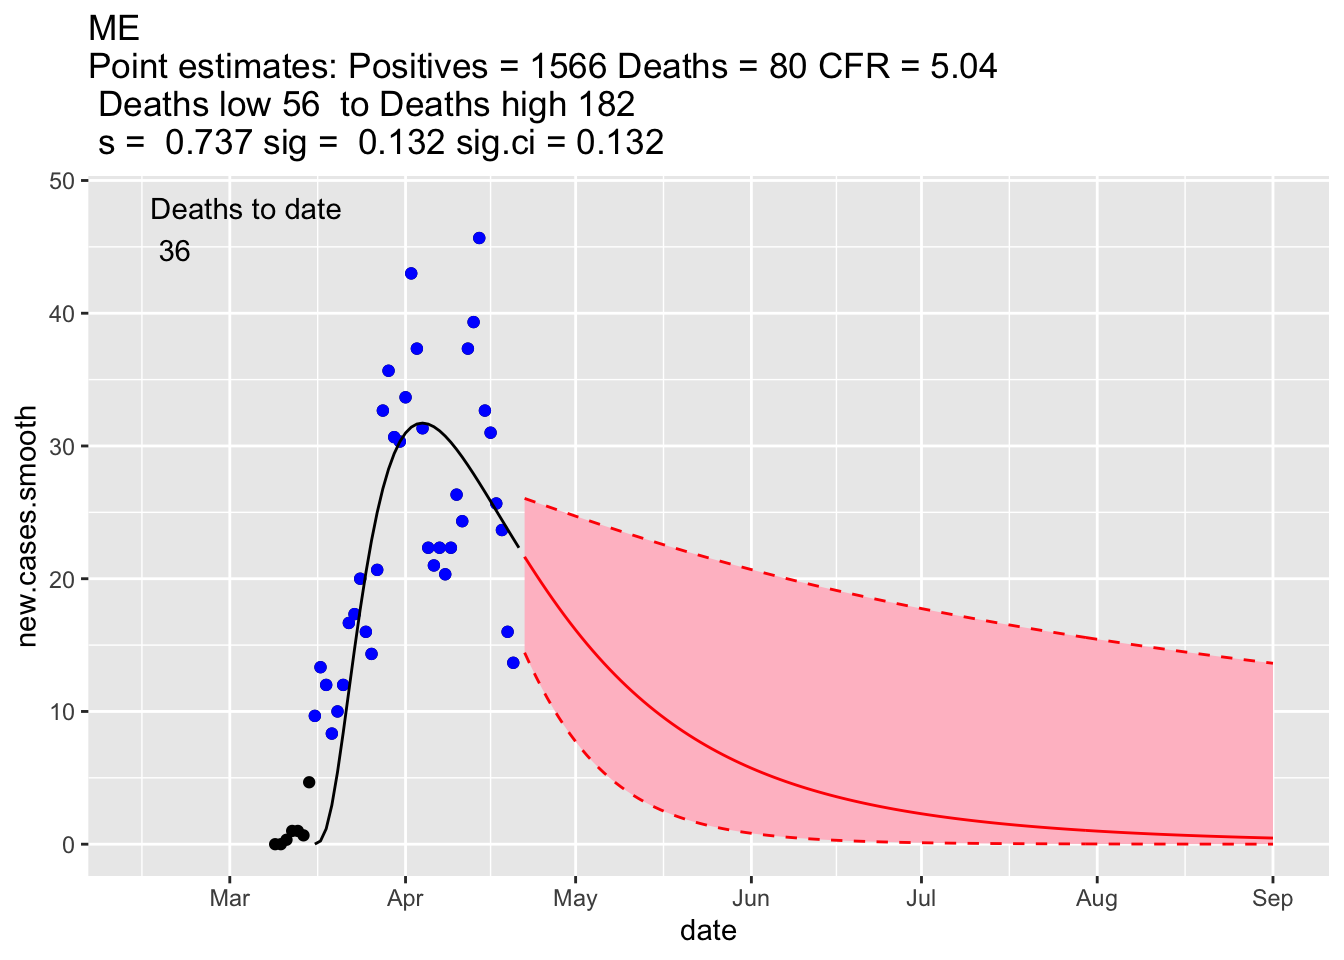 ME
Point estimates: Positives = 1566 Deaths = 80 CFR = 5.04
Deaths low 56  to Deaths high 182
s =  0.737 sig =  0.132 sig.ci = 0.132
Deaths to date
36
50
40
30
20
10
0
new.cases.smooth
Mar Apr May Jun Jul Aug Sep
date